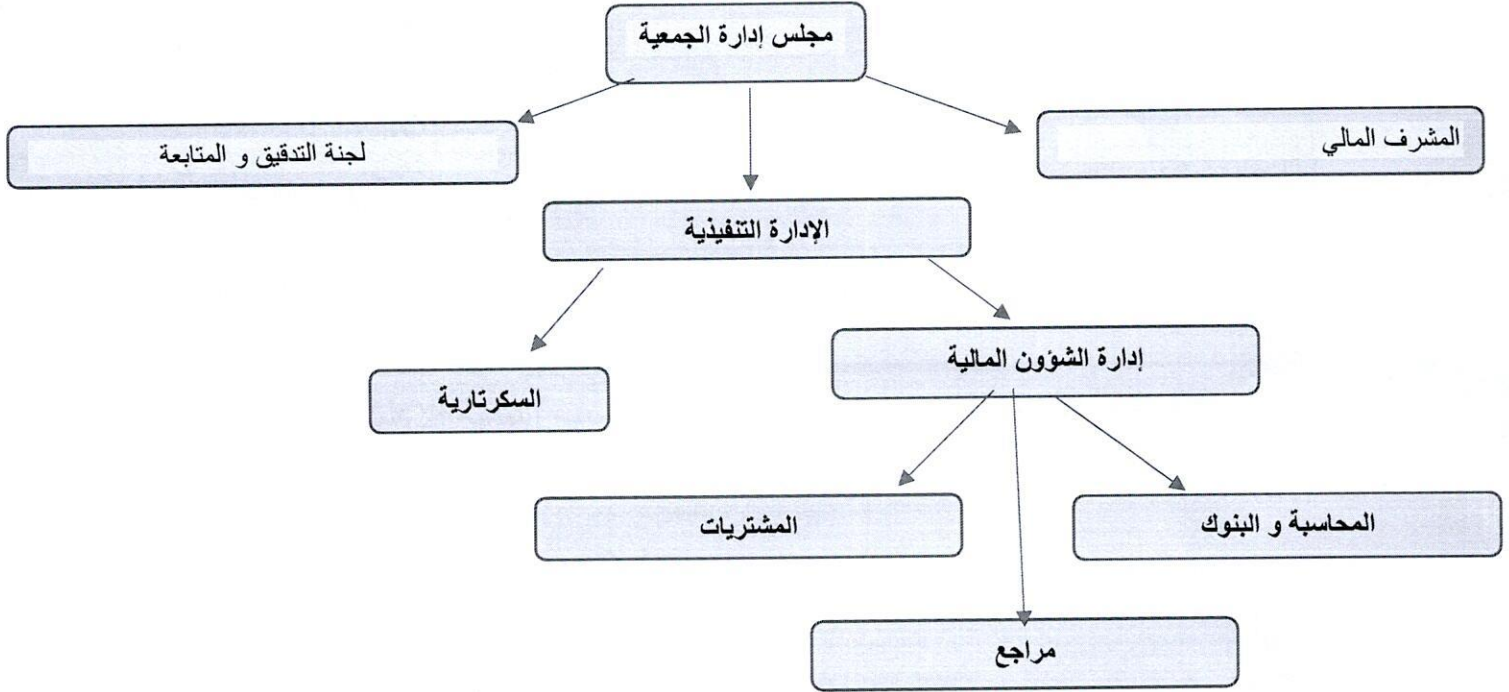 مجلس إدارة الجمعية
المشرف المالي
لجنة التدقيق و المتابعة
الإدارة التنفيذية
إدارة الشؤون المالية
السكرتارية
المحاسبة و البنوك
المشتريات
مراجع